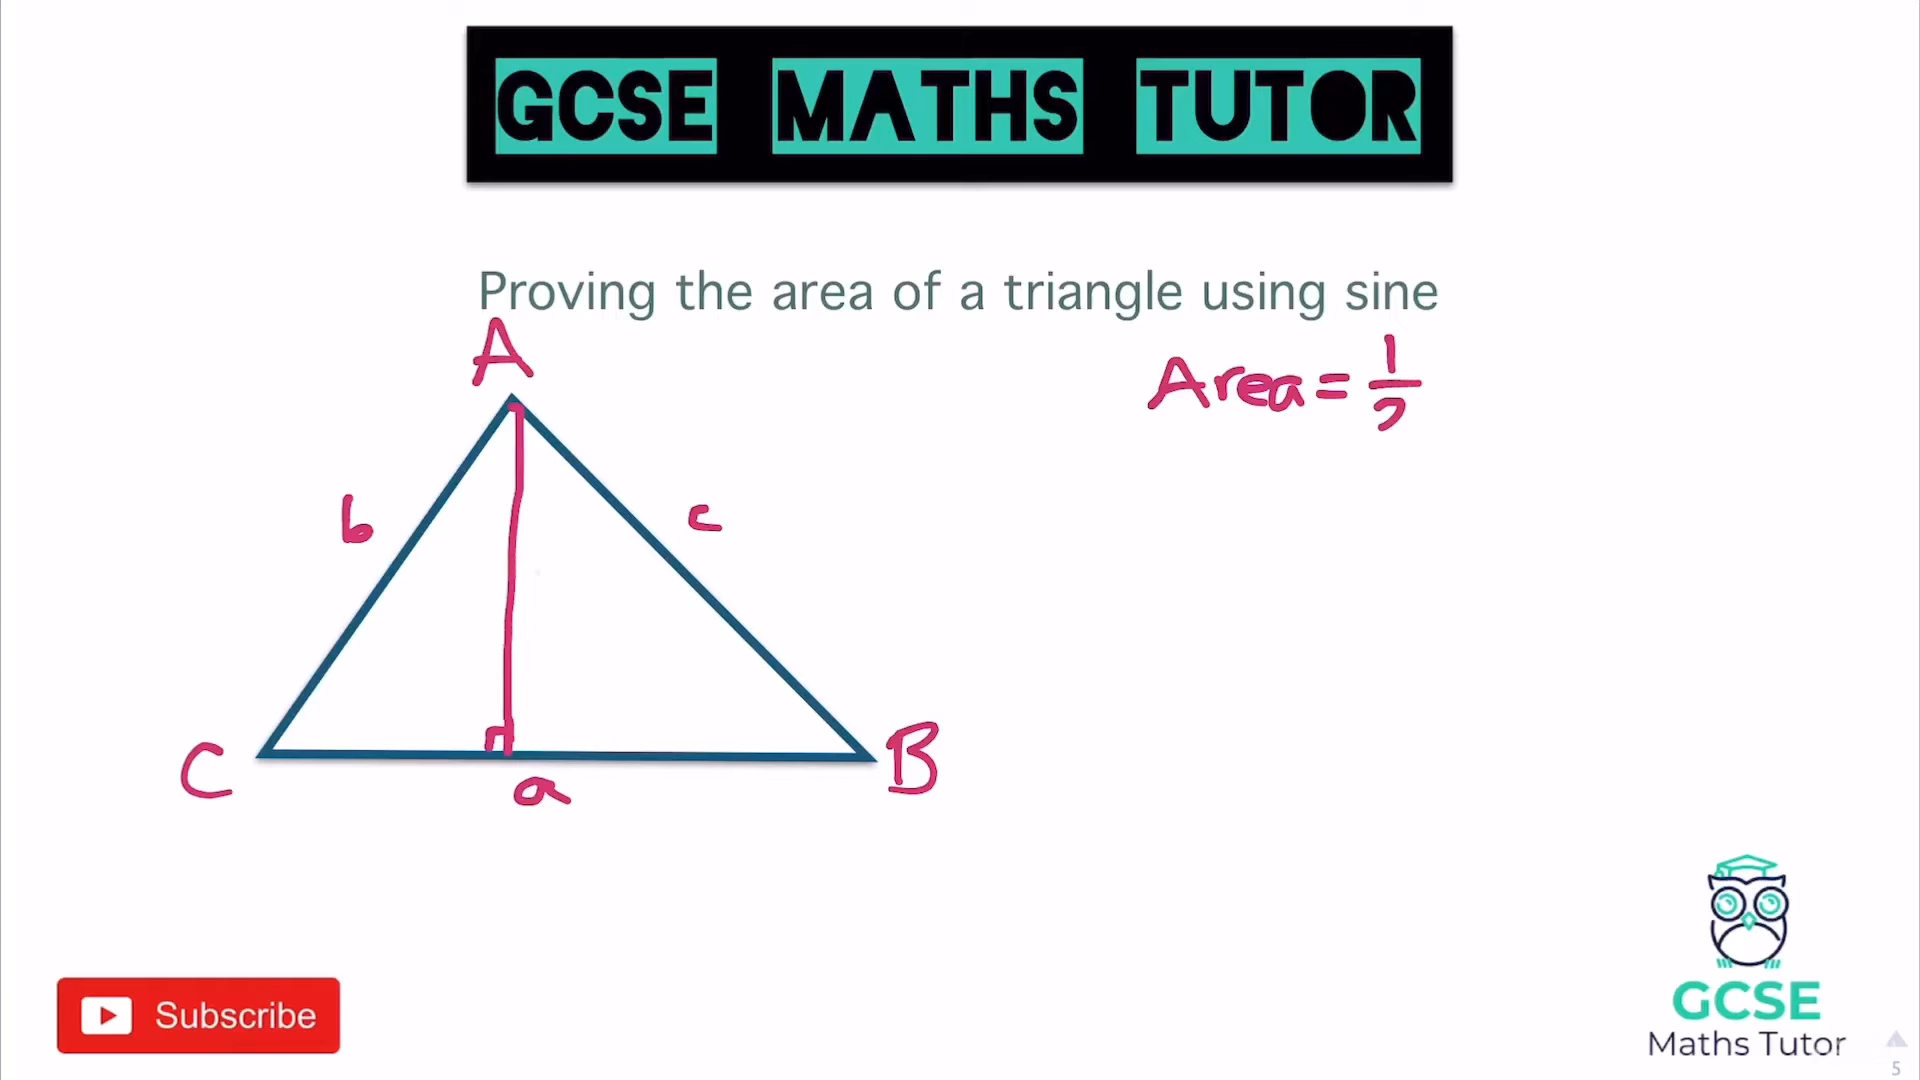 GCSE MATHS TUTOR
Proving the area of a triangle using sine
A
Area = 1/2
b
c
C
B
a
Subscribe
GCSE
Maths Tutor
5